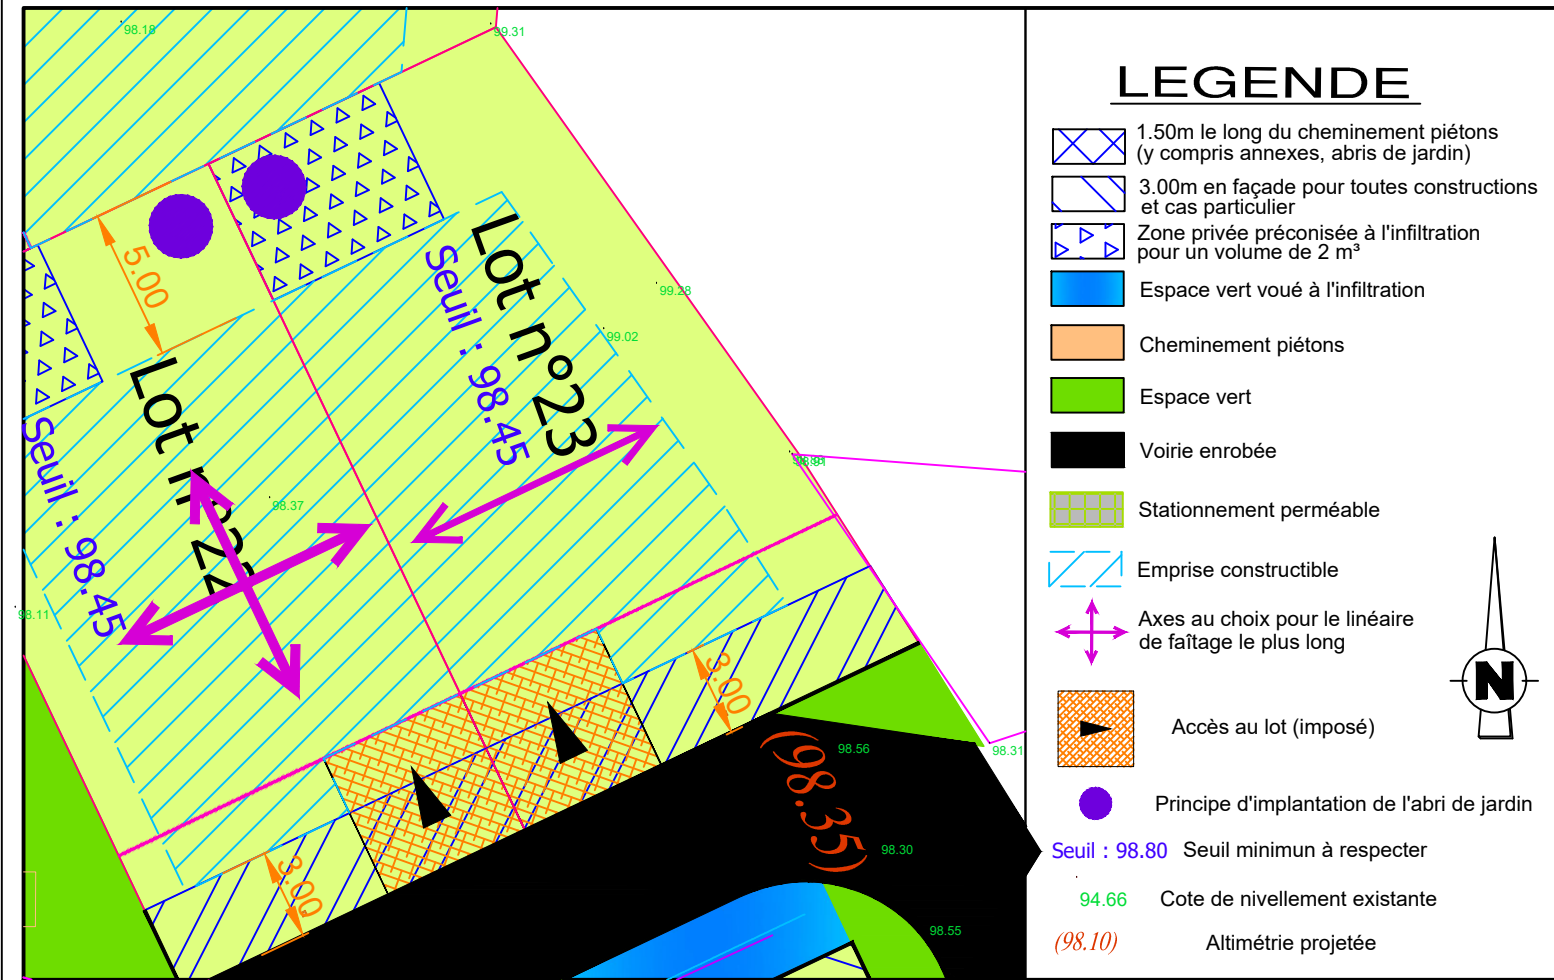 98.18
99.31
5.00
Lot n°23
Seuil : 98.45
99.28
99.02
Seuil : 98.45
98.37
98.11
3.00
98.31
98.56
(98.35)
98.30
3.00
98.55
LEGENDE
1.50m le long du cheminement piétons
(y compris annexes, abris de jardin)
3.00m en façade pour toutes constructions
et cas particulier
Zone privée préconisée à l'infiltration
pour un volume de 2 m³
Espace vert voué à l'infiltration
Cheminement piétons
Espace vert
Voirie enrobée
Stationnement perméable
Emprise constructible
Axes au choix pour le linéaire
de faîtage le plus long
N
Accès au lot (imposé)
Principe d'implantation de l'abri de jardin
Seuil : 98.80 Seuil minimun à respecter
94.66 Cote de nivellement existante
(98.10) Altimétrie projetée
Lot